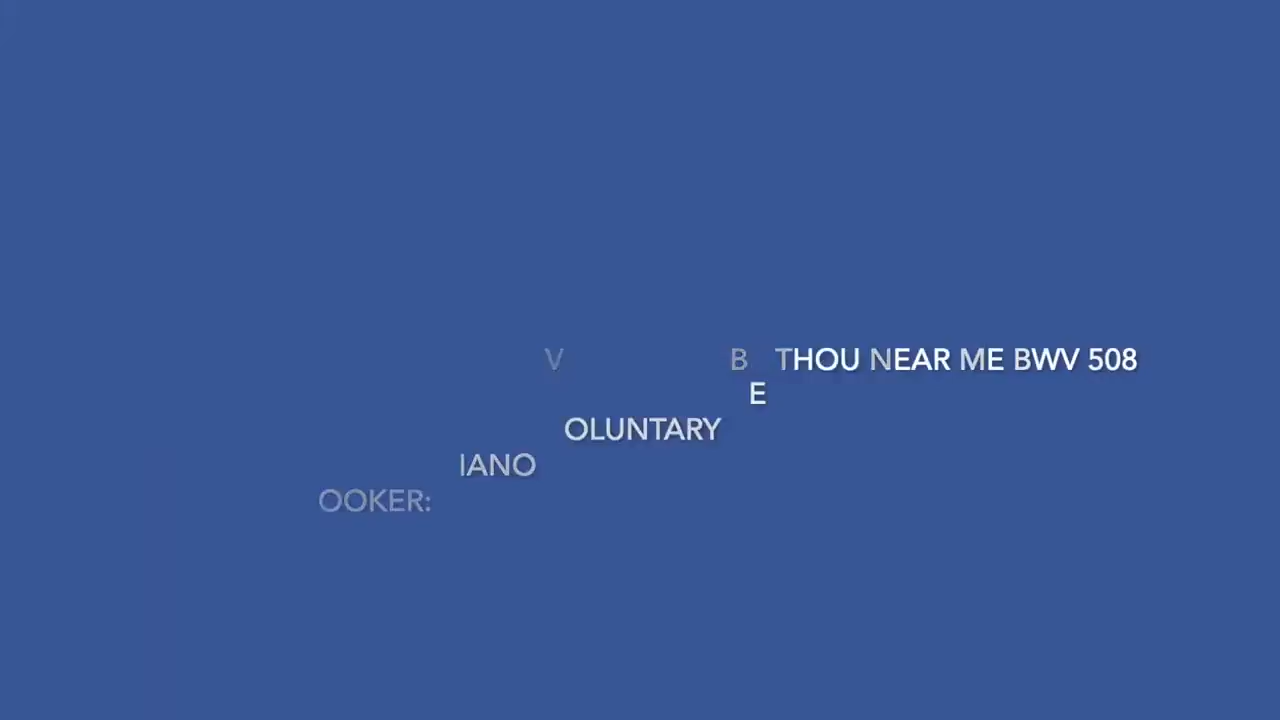 V B THOU NEAR ME BWV 508
E
OLUNTARY
IANO
OOKER: